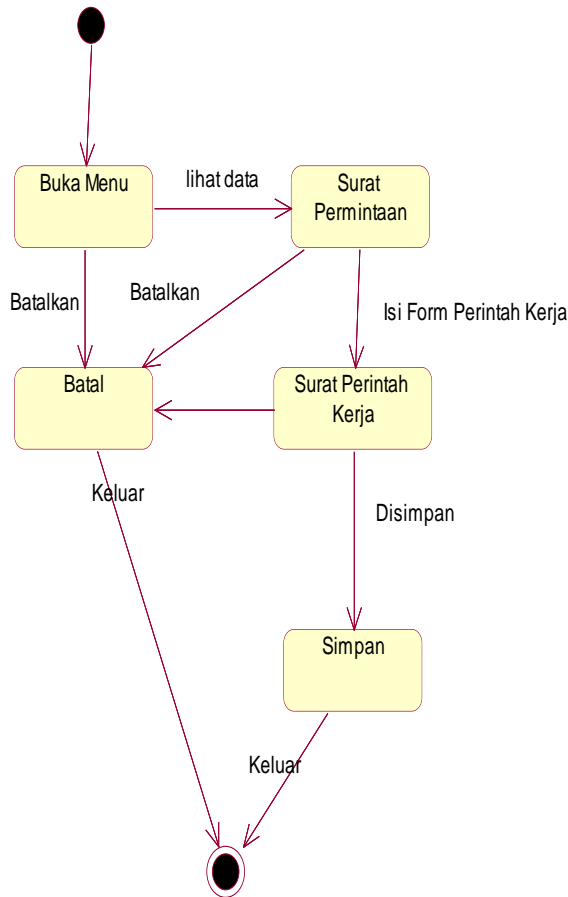 Buka Menu
lihat data
Surat
Permintaan
Batalkan
Batalkan
Isi Form Perintah Kerja
Batal
Surat Perintah
Kerja
Keluar
Disimpan
Simpan
Keluar